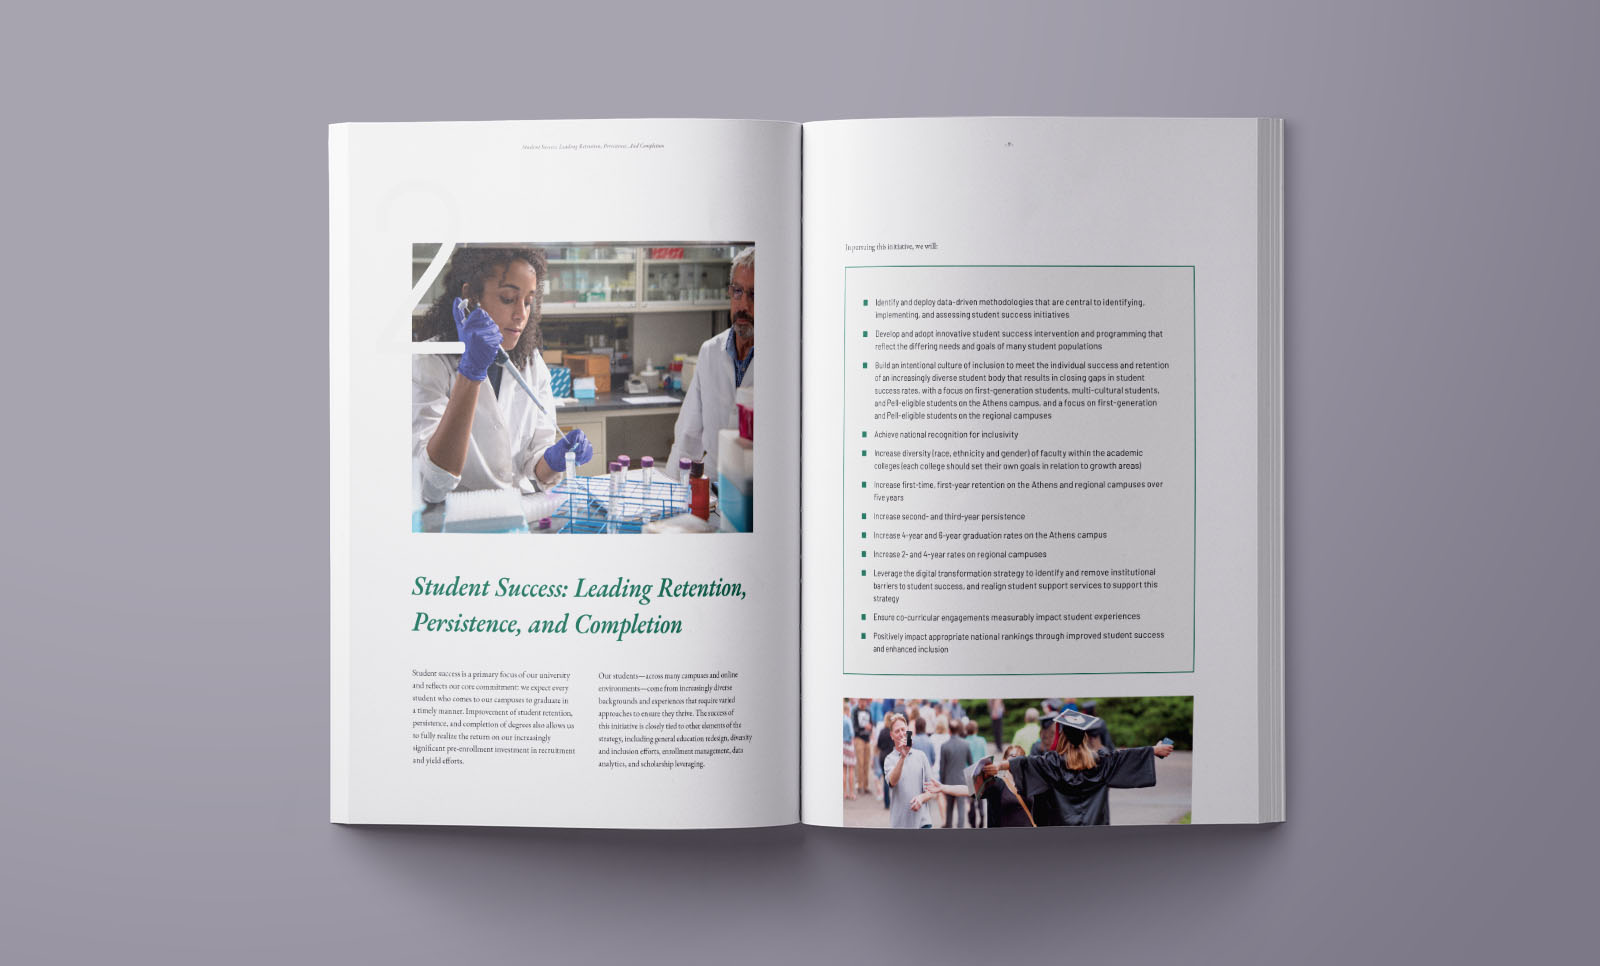 Student Success: Leading Retention, Persistence, And Completion
2
Student Success: Leading Retention,
Persistence, and Completion
Student success is a primary focus of our university
and reflects our core commitment: we expect every
student who comes to our campuses to graduate in
a timely manner. Improvement of student retention,
persistence, and completion of degrees also allows us
to fully realize the return on our increasingly
significant pre-enrollment investment in recruitment
and yield efforts.
Our students—across many campuses and online
environments—come from increasingly diverse
backgrounds and experiences that require varied
approaches to ensure they thrive. The success of
this initiative is closely tied to other elements of the
strategy, including general education redesign, diversity
and inclusion efforts, enrollment management, data
analytics, and scholarship leveraging.
In pursuing this initiative, we will:
Identify and deploy data-driven methodologies that are central to identifying,
implementing, and assessing student success initiatives
Develop and adopt innovative student success intervention and programming that
reflect the differing needs and goals of many student populations
Build an intentional culture of inclusion to meet the individual success and retention
of an increasingly diverse student body that results in closing gaps in student
success rates, with a focus on first-generation students, multi-cultural students,
and Pell-eligible students on the Athens campus, and a focus on first-generation
and Pell-eligible students on the regional campuses
Achieve national recognition for inclusivity
Increase diversity (race, ethnicity and gender) of faculty within the academic
colleges (each college should set their own goals in relation to growth areas)
Increase first-time, first-year retention on the Athens and regional campuses over
five years
Increase second- and third-year persistence
Increase 4-year and 6-year graduation rates on the Athens campus
Increase 2- and 4-year rates on regional campuses
Leverage the digital transformation strategy to identify and remove institutional
barriers to student success, and realign student support services to support this
strategy
Ensure co-curricular engagements measurably impact student experiences
Positively impact appropriate national rankings through improved student success
and enhanced inclusion